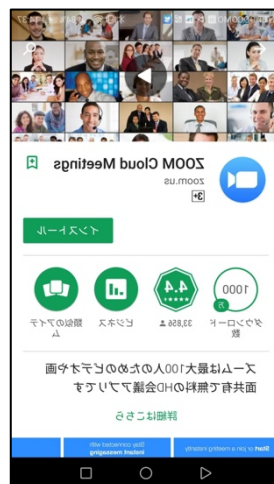 ZOOM Cloud Meetings
zoom.us
3+
インストール
1000
万
4.4
ダウンロード
数
33,856
ビジネス
類似のアイテ
ム
ズームは最大100人のためのビデオや画
面共有で無料のHD会議アプリです
詳細はこちら
Start or join a meeting instantly
Stay connected with
instant messaging